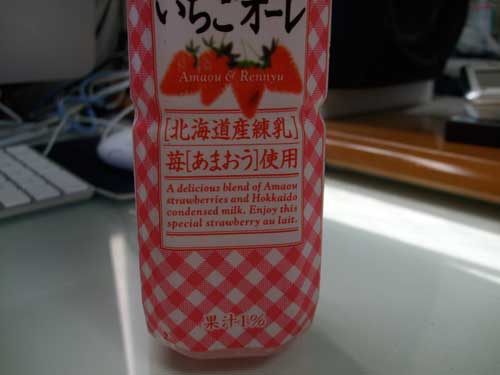 いちごオーレ
Amaou & Rennyu
[北海道産練乳]
苺[あまおう]使用
A delicious blend of Amaou
strawberries and Hokkaido
condensed milk. Enjoy this
special strawberry au lait.
果汁1%